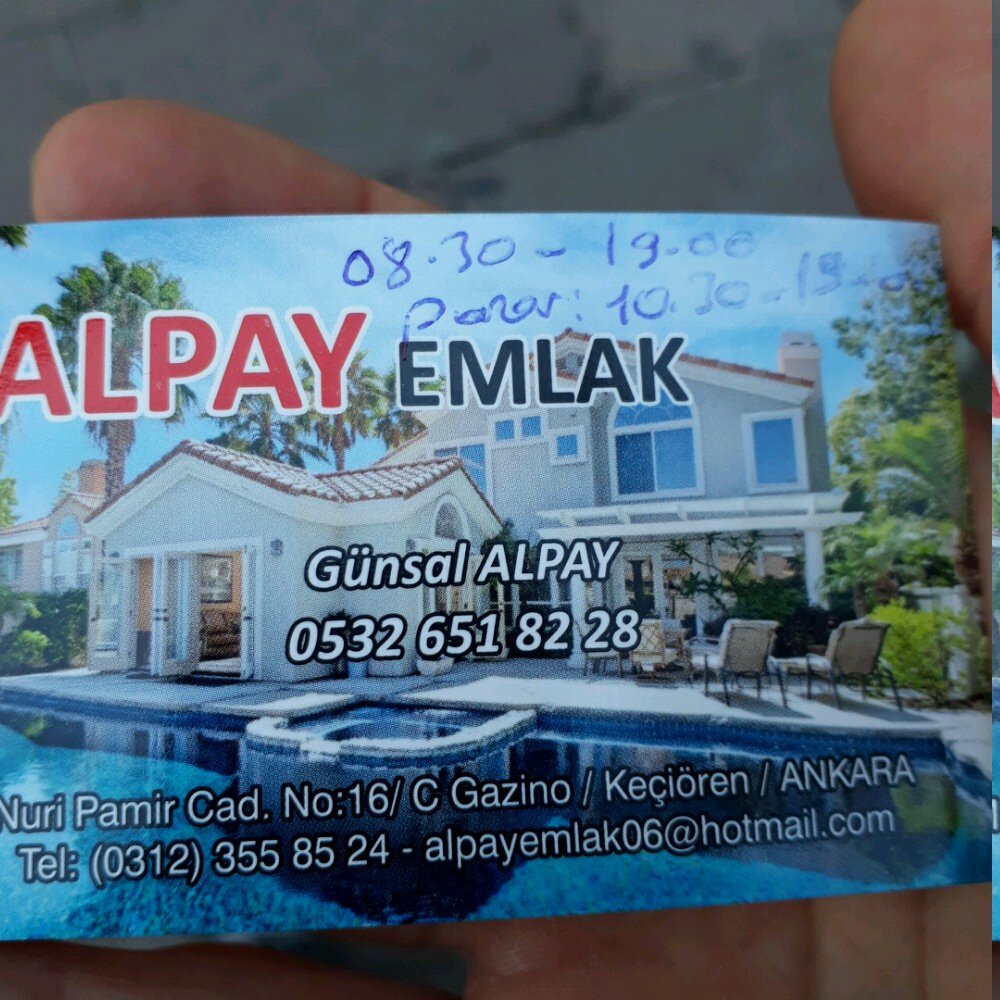 08.30 - 19.00
pazar: 10.30 - 19.00
ALPAY EMLAK
Günsal ALPAY
0532 651 82 28
Nuri Pamir Cad. No:16/ C Gazino / Keçiören / ANKARA
Tel: (0312) 355 85 24 - alpayemlak06@hotmail.com